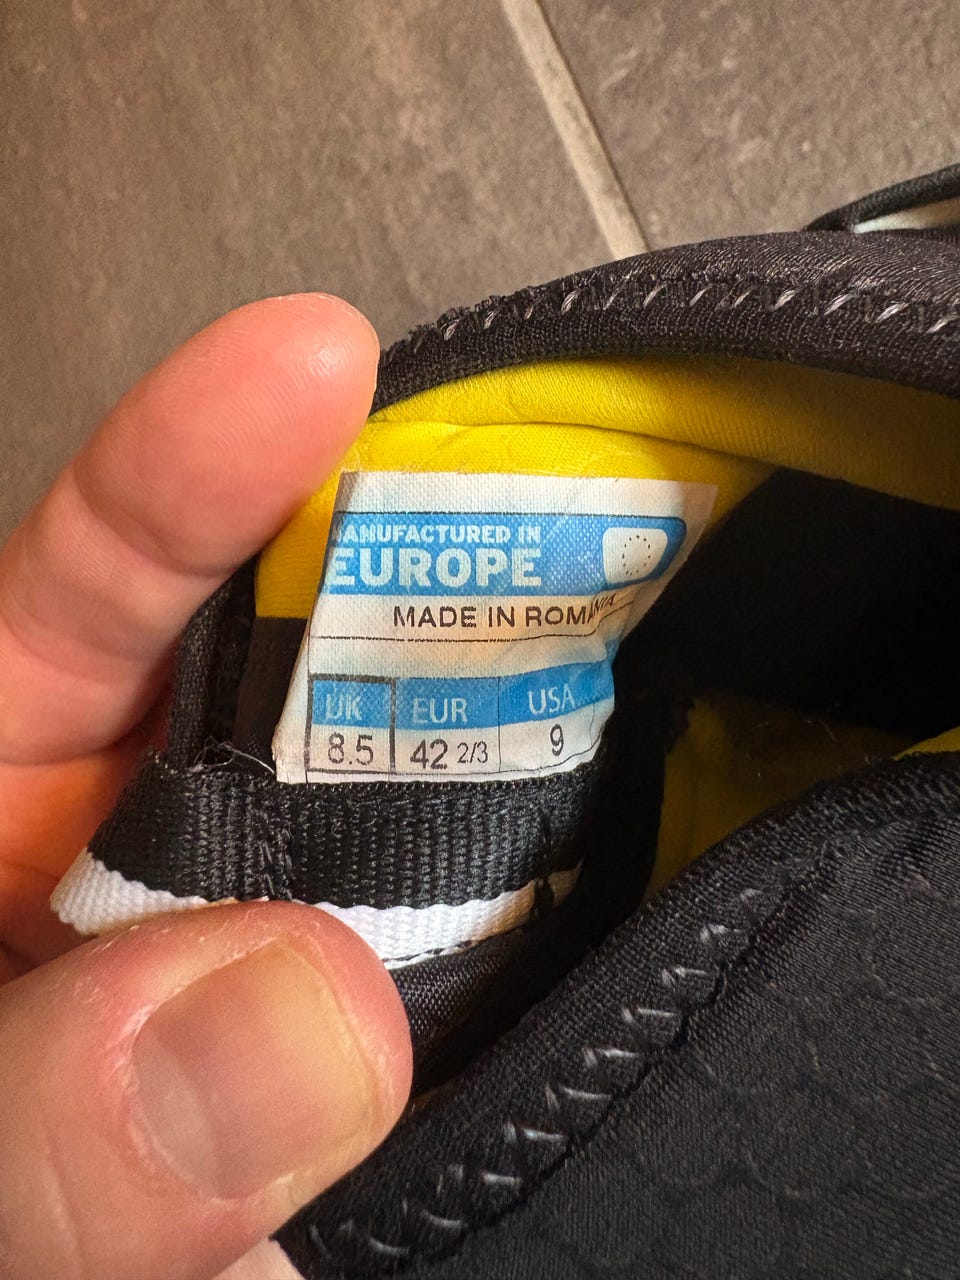 MANUFACTURED IN
EUROPE
MADE IN ROMANIA
UK EUR USA
8.5 42 2/3 9